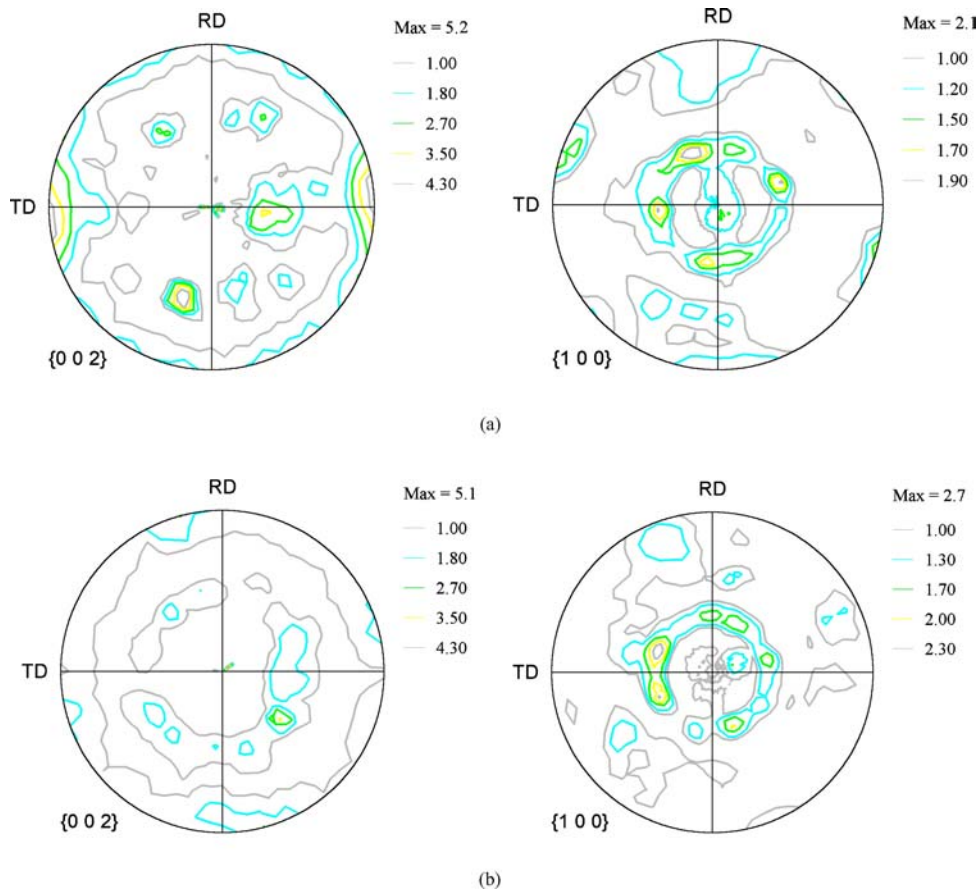 RD
Max = 5.2
1.00
1.80
2.70
3.50
4.30
TD
{0 0 2}
RD
Max = 2.1
1.00
1.20
1.50
1.70
1.90
TD
{1 0 0}
(a)
RD
Max = 5.1
1.00
1.80
2.70
3.50
4.30
TD
{0 0 2}
RD
Max = 2.7
1.00
1.30
1.70
2.00
2.30
TD
{1 0 0}
(b)